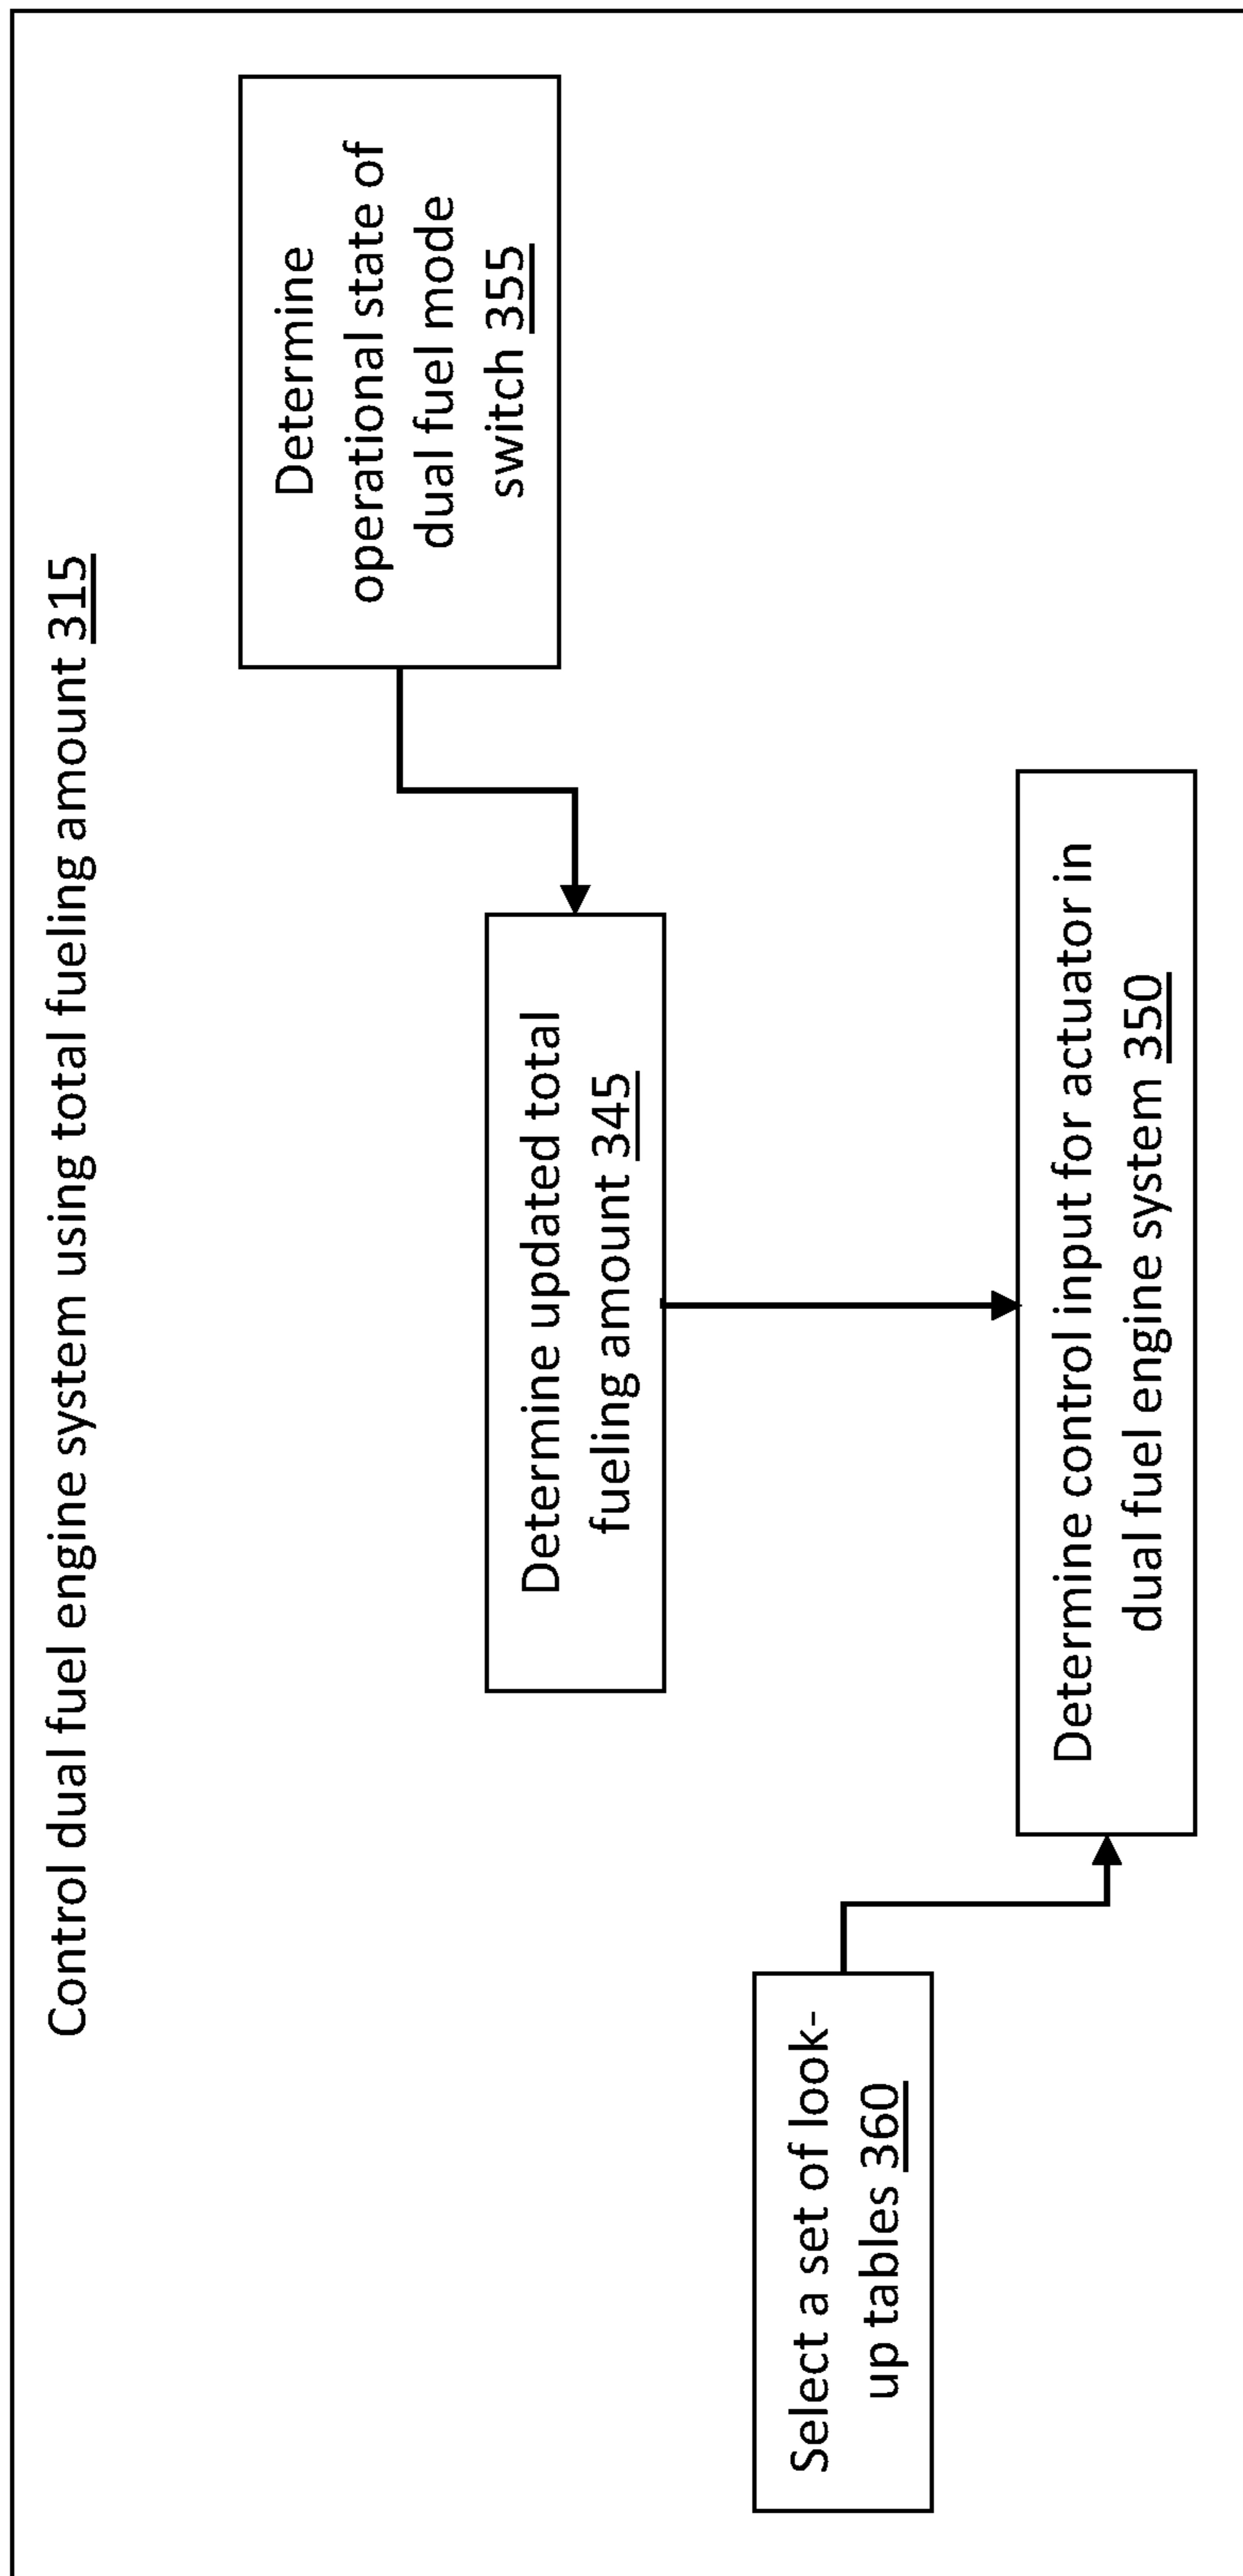 Control dual fuel engine system using total fueling amount 315
Determine
operational state of
dual fuel mode
switch 355
Determine updated total
fueling amount 345
Select a set of look-
up tables 360
Determine control input for actuator in
dual fuel engine system 350